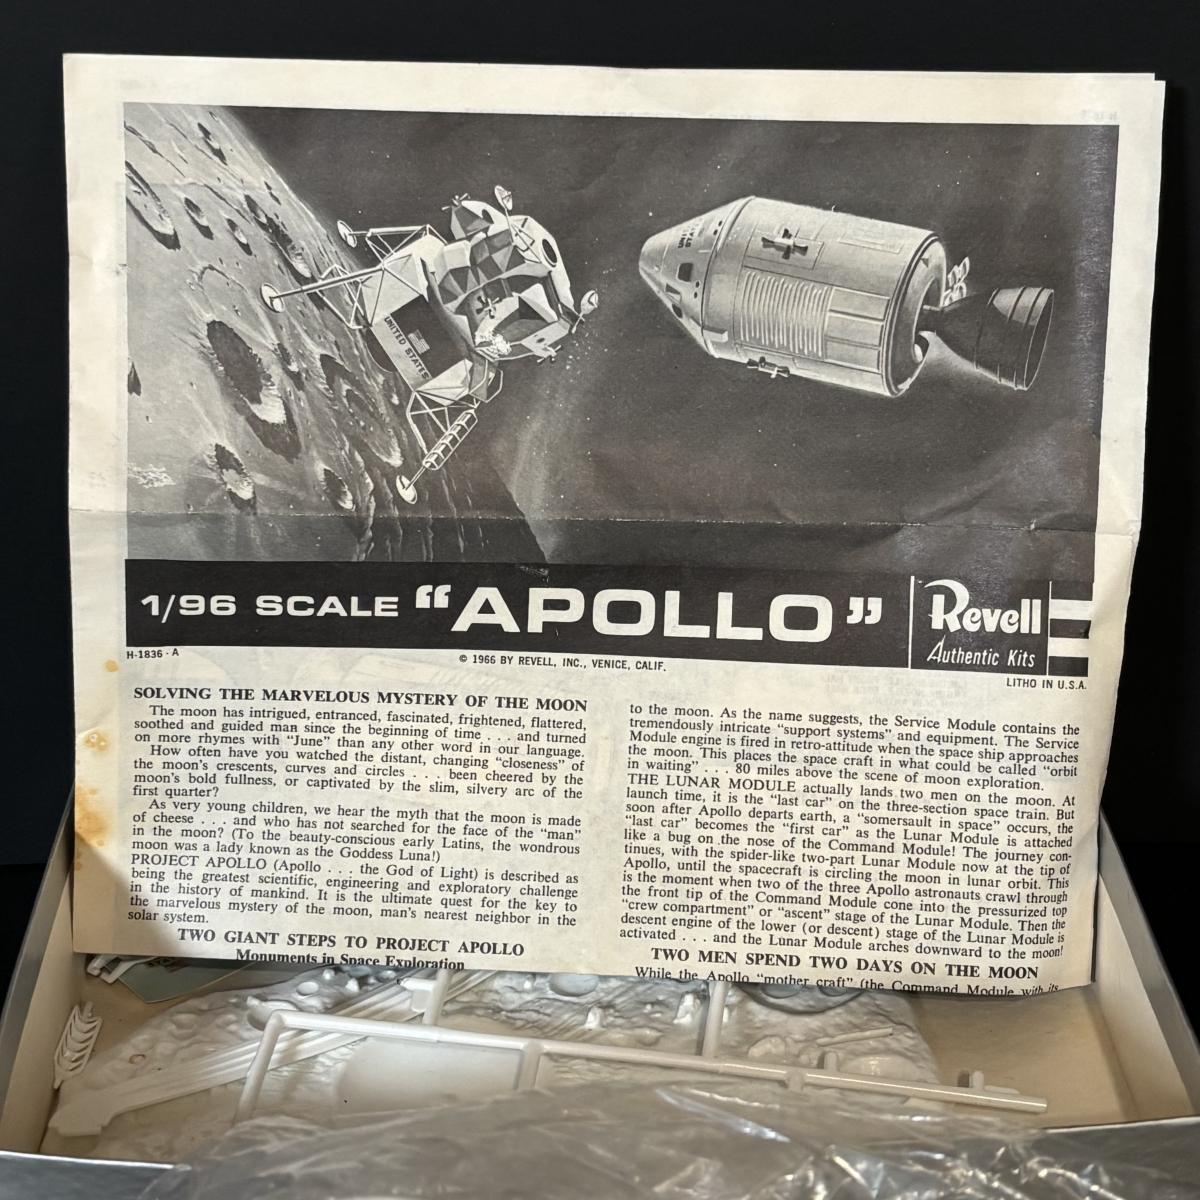 UNITED STATES
UNITED STATES
1/96 SCALE "APOLLO"
Revell
Authentic Kits
H-1836-A
© 1966 BY REVELL, INC., VENICE, CALIF.
LITHO IN U.S.A.
SOLVING THE MARVELOUS MYSTERY OF THE MOON
The moon has intrigued, entranced, fascinated, frightened, flattered,
soothed and guided man since the beginning of time . . . and turned
on more rhymes with "June" than any other word in our language.
How often have you watched the distant, changing "closeness" of
the moon's crescents, curves and circles . . . been cheered by the
moon's bold fullness, or captivated by the slim, silvery arc of the
first quarter?
As very young children, we hear the myth that the moon is made
of cheese . . . and who has not searched for the face of the "man"
in the moon? (To the beauty-conscious early Latins, the wondrous
moon was a lady known as the Goddess Luna!)
PROJECT APOLLO (Apollo . . . the God of Light) is described as
being the greatest scientific, engineering and exploratory challenge
in the history of mankind. It is the ultimate quest for the key to
the marvelous mystery of the moon, man's nearest neighbor in the
solar system.
TWO GIANT STEPS TO PROJECT APOLLO
Monuments in Space Exploration
to the moon. As the name suggests, the Service Module contains the
tremendously intricate "support systems" and equipment. The Service
Module engine is fired in retro-attitude when the space ship approaches
the moon. This places the space craft in what could be called "orbit
in waiting" . . . 80 miles above the scene of moon exploration.
THE LUNAR MODULE actually lands two men on the moon. At
launch time, it is the "last car" on the three-section space train. But
soon after Apollo departs earth, a "somersault in space" occurs, the
"last car" becomes the "first car" as the Lunar Module is attached
like a bug on the nose of the Command Module! The journey con-
tinues, with the spider-like two-part Lunar Module now at the tip of
Apollo, until the spacecraft is circling the moon in lunar orbit. This
is the moment when two of the three Apollo astronauts crawl through
the front tip of the Command Module cone into the pressurized top
"crew compartment" or "ascent" stage of the Lunar Module. Then the
descent engine of the lower (or descent) stage of the Lunar Module is
activated . . . and the Lunar Module arches downward to the moon!
TWO MEN SPEND TWO DAYS ON THE MOON
While the Apollo "mother craft" (the Command Module with its